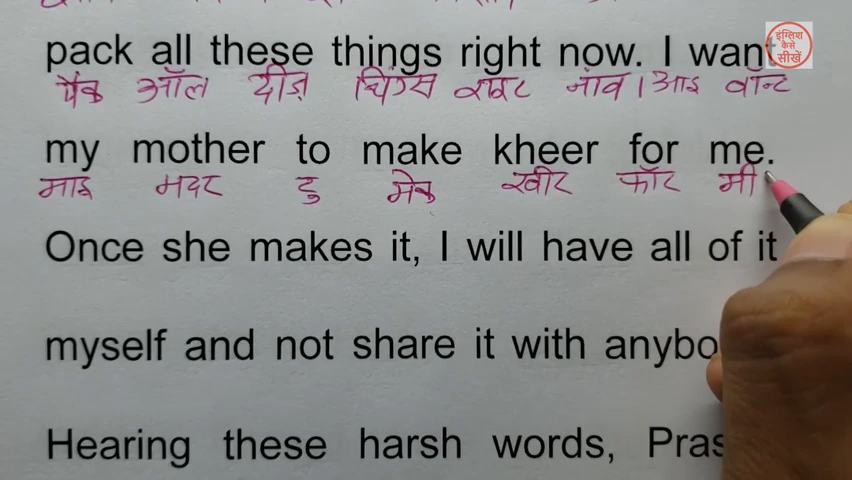 pack all these things right now. I want
पैक ऑल दीज़ थिंग्स राइट नाव । आइ वॉन्ट
my mother to make kheer for me.
माइ मदर टु मेक खीर फॉर मी
Once she makes it, I will have all of it
myself and not share it with anybo
Hearing these harsh words, Pras
इंग्लिश
कैसे
सीखें